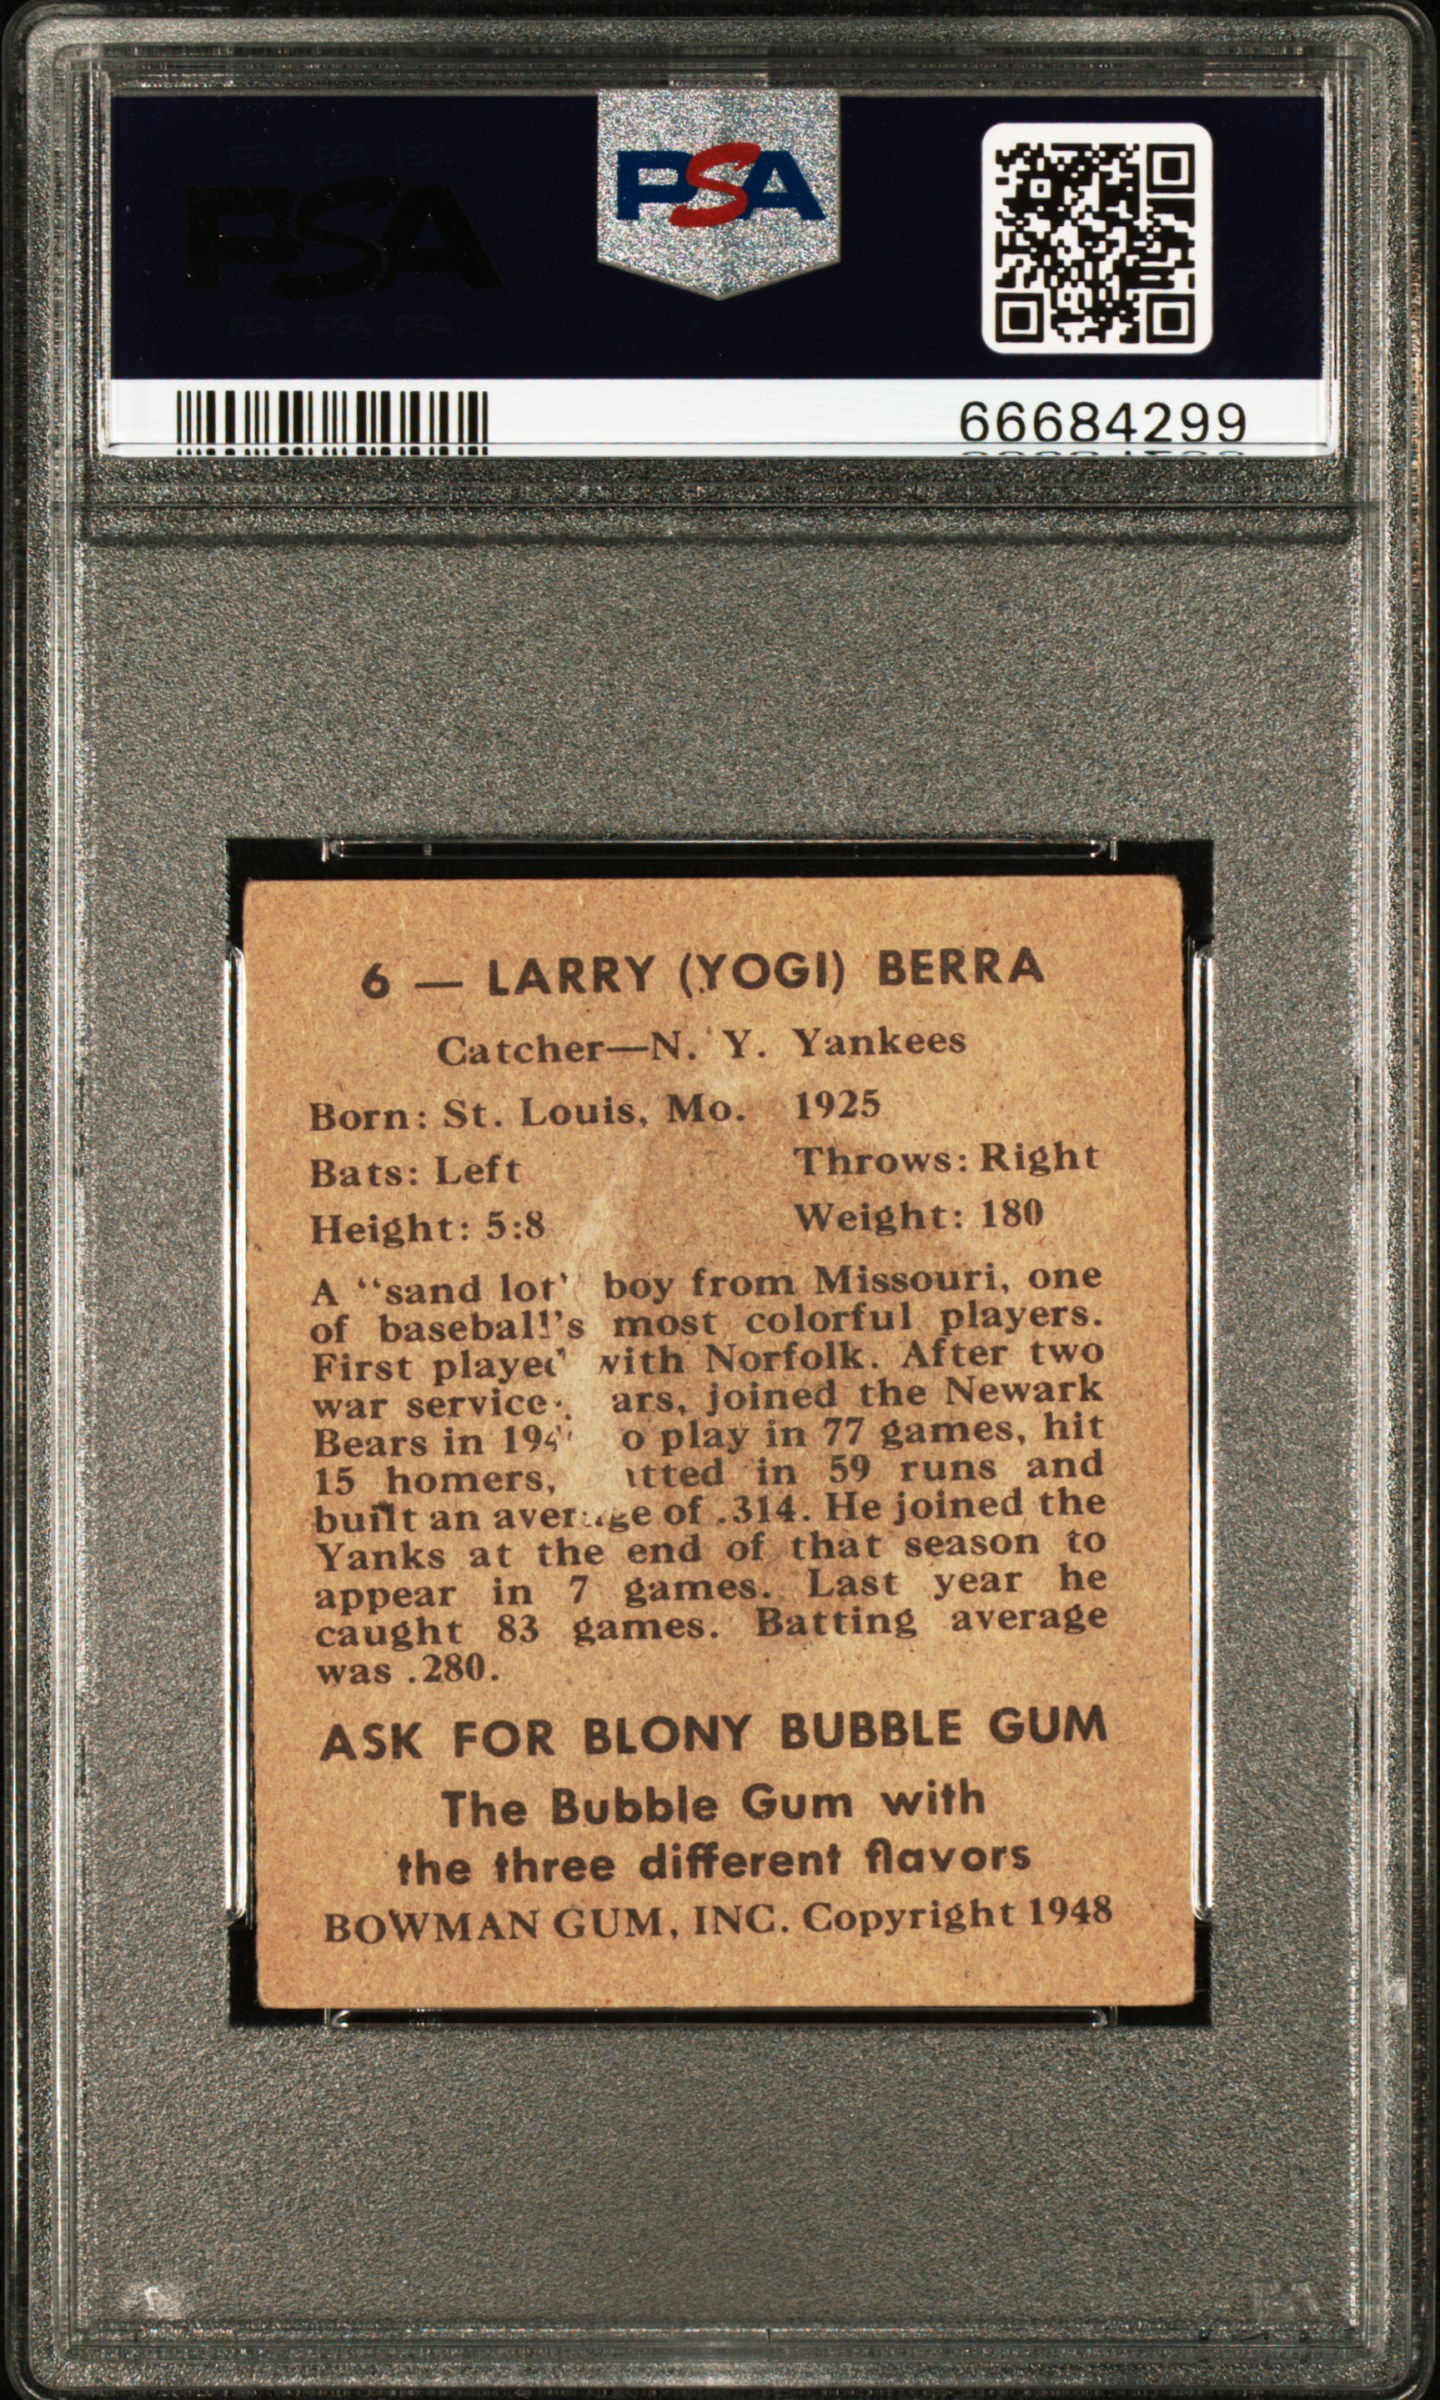 PSA
PSA
66684299
6 — LARRY (YOGI) BERRA
Catcher—N. Y. Yankees
Born: St. Louis, Mo. 1925
Bats: Left Throws: Right
Height: 5:8 Weight: 180
A “sand lot’ boy from Missouri, one
of baseball’s most colorful players.
First played with Norfolk. After two
war service ars, joined the Newark
Bears in 194 o play in 77 games, hit
15 homers, tted in 59 runs and
built an average of .314. He joined the
Yanks at the end of that season to
appear in 7 games. Last year he
caught 83 games. Batting average
was .280.
ASK FOR BLONY BUBBLE GUM
The Bubble Gum with
the three different flavors
BOWMAN GUM, INC. Copyright 1948